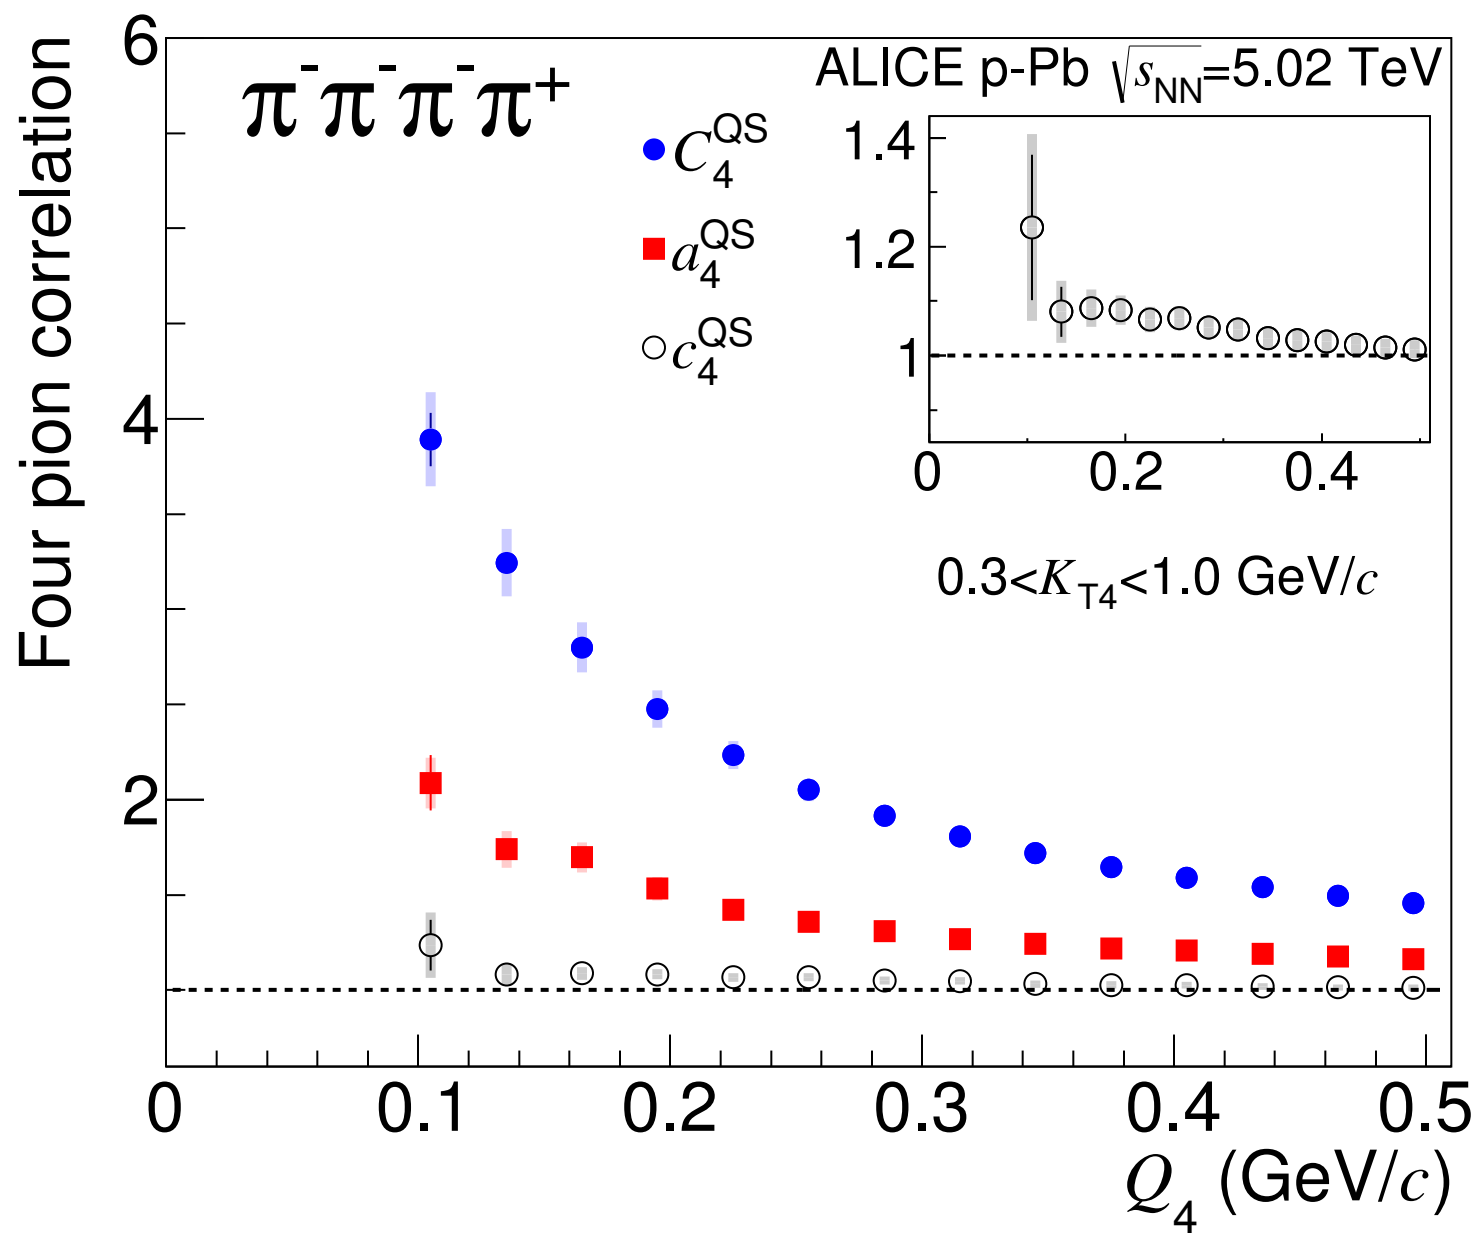 Four pion correlation
6
4
2
π⁻π⁻π⁻π⁺
C₄^QS
a₄^QS
c₄^QS
ALICE p-Pb √s_NN=5.02 TeV
1.4
1.2
1
0 0.2 0.4
0.3<K_T4<1.0 GeV/c
0 0.1 0.2 0.3 0.4 0.5
Q₄ (GeV/c)